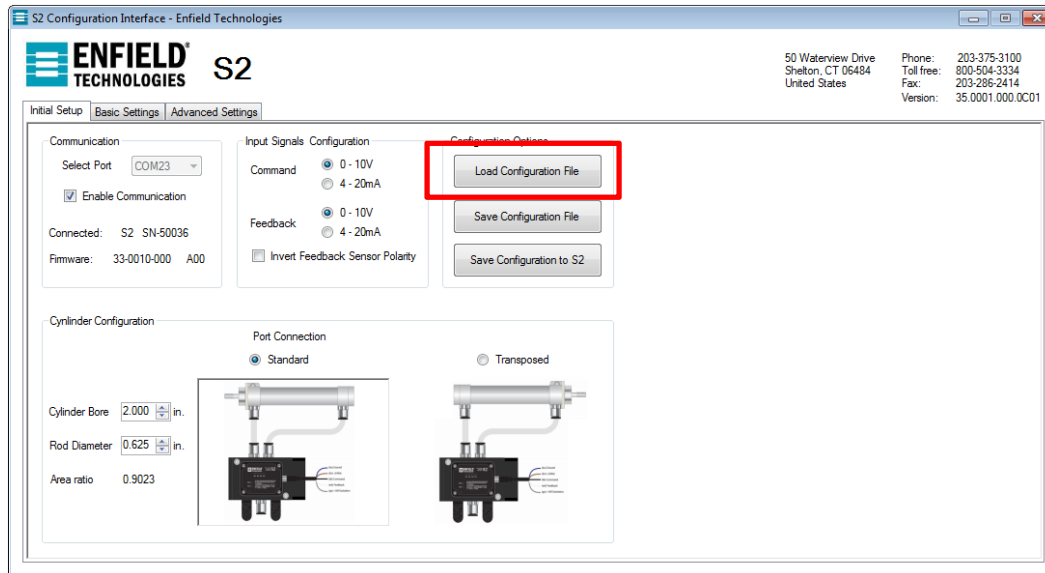 S2 Configuration Interface - Enfield Technologies
ENFIELD
TECHNOLOGIES
S2
50 Waterview Drive
Shelton, CT 06484
United States
Phone: 203-375-3100
Toll free: 800-504-3334
Fax: 203-286-2414
Version: 35.0001.000.0C01
Initial Setup
Basic Settings
Advanced Settings
Communication
Select Port COM23
Enable Communication
Connected: S2 SN-50036
Firmware: 33-0010-000 A00
Input Signals Configuration
Command
0 - 10V
4 - 20mA
Feedback
0 - 10V
4 - 20mA
Invert Feedback Sensor Polarity
Configuration Options
Load Configuration File
Save Configuration File
Save Configuration to S2
Cynlinder Configuration
Port Connection
Standard
Transposed
Cylinder Bore 2.000 in.
Rod Diameter 0.625 in.
Area ratio 0.9023